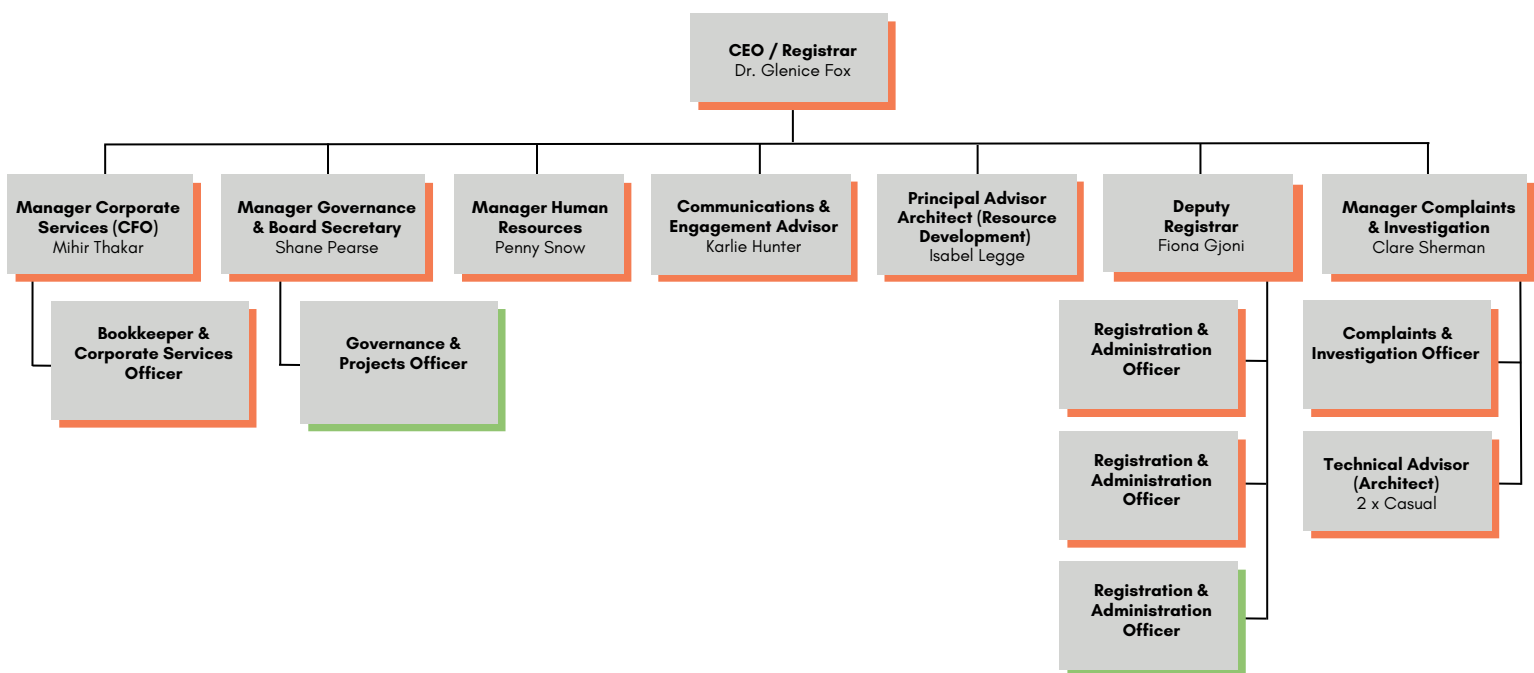 CEO / Registrar
Dr. Glenice Fox
Manager Corporate
Services (CFO)
Mihir Thakar
Manager Governance
& Board Secretary
Shane Pearse
Manager Human
Resources
Penny Snow
Communications &
Engagement Advisor
Karlie Hunter
Principal Advisor
Architect (Resource
Development)
Isabel Legge
Deputy
Registrar
Fiona Gjoni
Manager Complaints
& Investigation
Clare Sherman
Bookkeeper &
Corporate Services
Officer
Governance &
Projects Officer
Registration &
Administration
Officer
Complaints &
Investigation Officer
Registration &
Administration
Officer
Technical Advisor
(Architect)
2 x Casual
Registration &
Administration
Officer